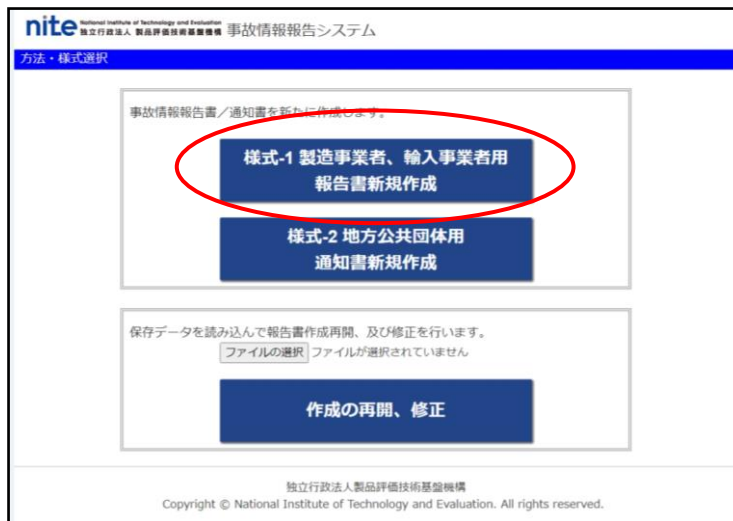 nite National Institute of Technology and Evaluation
独立行政法人 製品評価技術基盤機構 事故情報報告システム
方法・様式選択
事故情報報告書／通知書を新たに作成します。
様式-1 製造事業者、輸入事業者用
報告書新規作成
様式-2 地方公共団体用
通知書新規作成
保存データを読み込んで報告書作成再開、及び修正を行います。
ファイルの選択 ファイルが選択されていません
作成の再開、修正
独立行政法人製品評価技術基盤機構
Copyright © National Institute of Technology and Evaluation. All rights reserved.